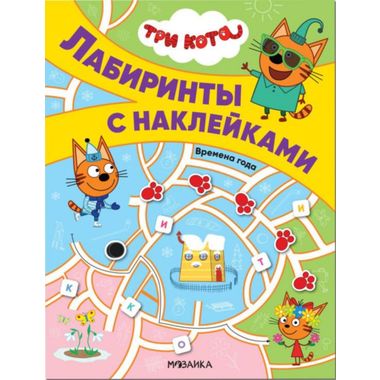 ТРИ КОТА
ЛАБИРИНТЫ
С НАКЛЕЙКАМИ
Времена года
К И Т
И
К К О
МОЗАИКА